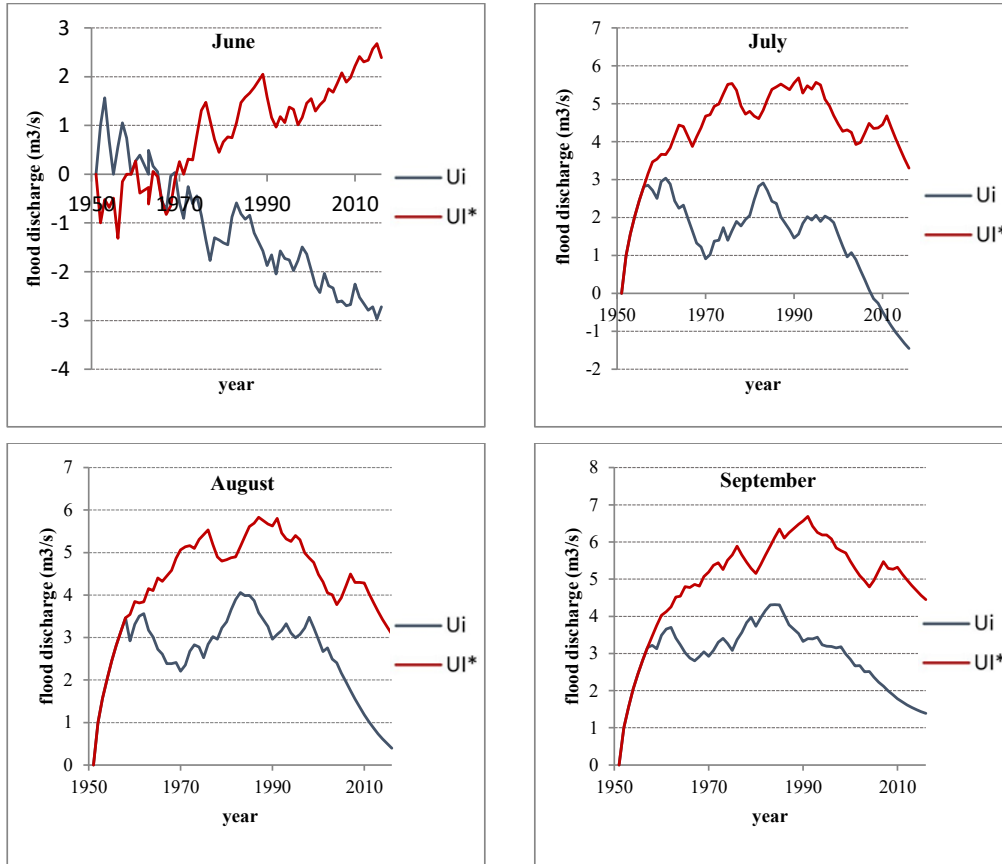 June
flood discharge (m3/s)
3
2
1
0
-1
-2
-3
-4
1950
1970
1990
2010
year
Ui
UI*
July
flood discharge (m3/s)
7
6
5
4
3
2
1
0
-1
-2
1950
1970
1990
2010
year
Ui
UI*
August
flood discharge (m3/s)
7
6
5
4
3
2
1
0
1950
1970
1990
2010
year
Ui
UI*
September
flood discharge (m3/s)
8
7
6
5
4
3
2
1
0
1950
1970
1990
2010
year
Ui
UI*